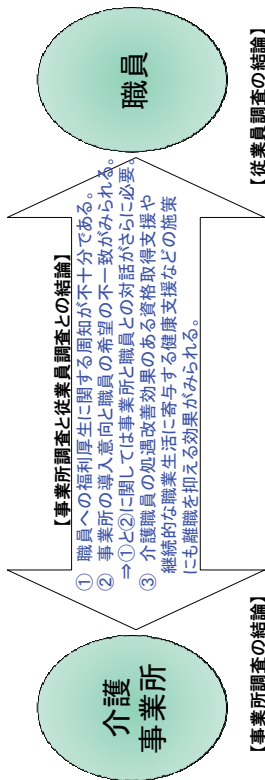 【事業所調査と従業員調査との結論】
① 職員への福利厚生に関する周知が不十分である。
② 事業所の導入意向と職員の希望の不一致がみられる。
⇒①と②に関しては事業所と職員との対話がさらに必要。
③ 介護職員の処遇改善効果のある資格取得支援や
継続的な職業生活に寄与する健康支援などの施策
にも離職を抑える効果がみられる。
介護
事業所
職員
【事業所調査の結論】
【従業員調査の結論】